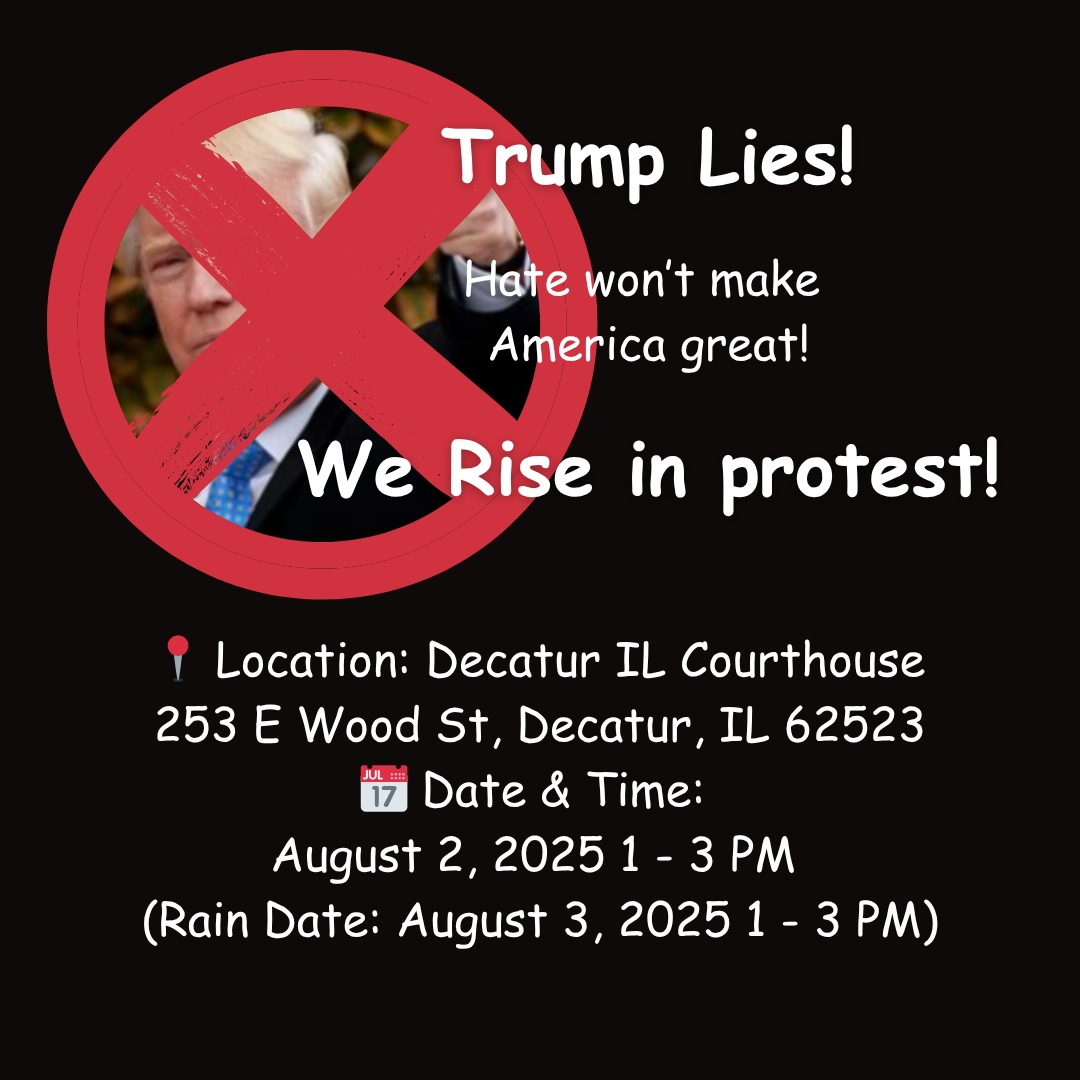 Trump Lies!
Hate won't make
America great!
We Rise in protest!
📍 Location: Decatur IL Courthouse
253 E Wood St, Decatur, IL 62523
📅 Date & Time:
August 2, 2025 1 - 3 PM
(Rain Date: August 3, 2025 1 - 3 PM)